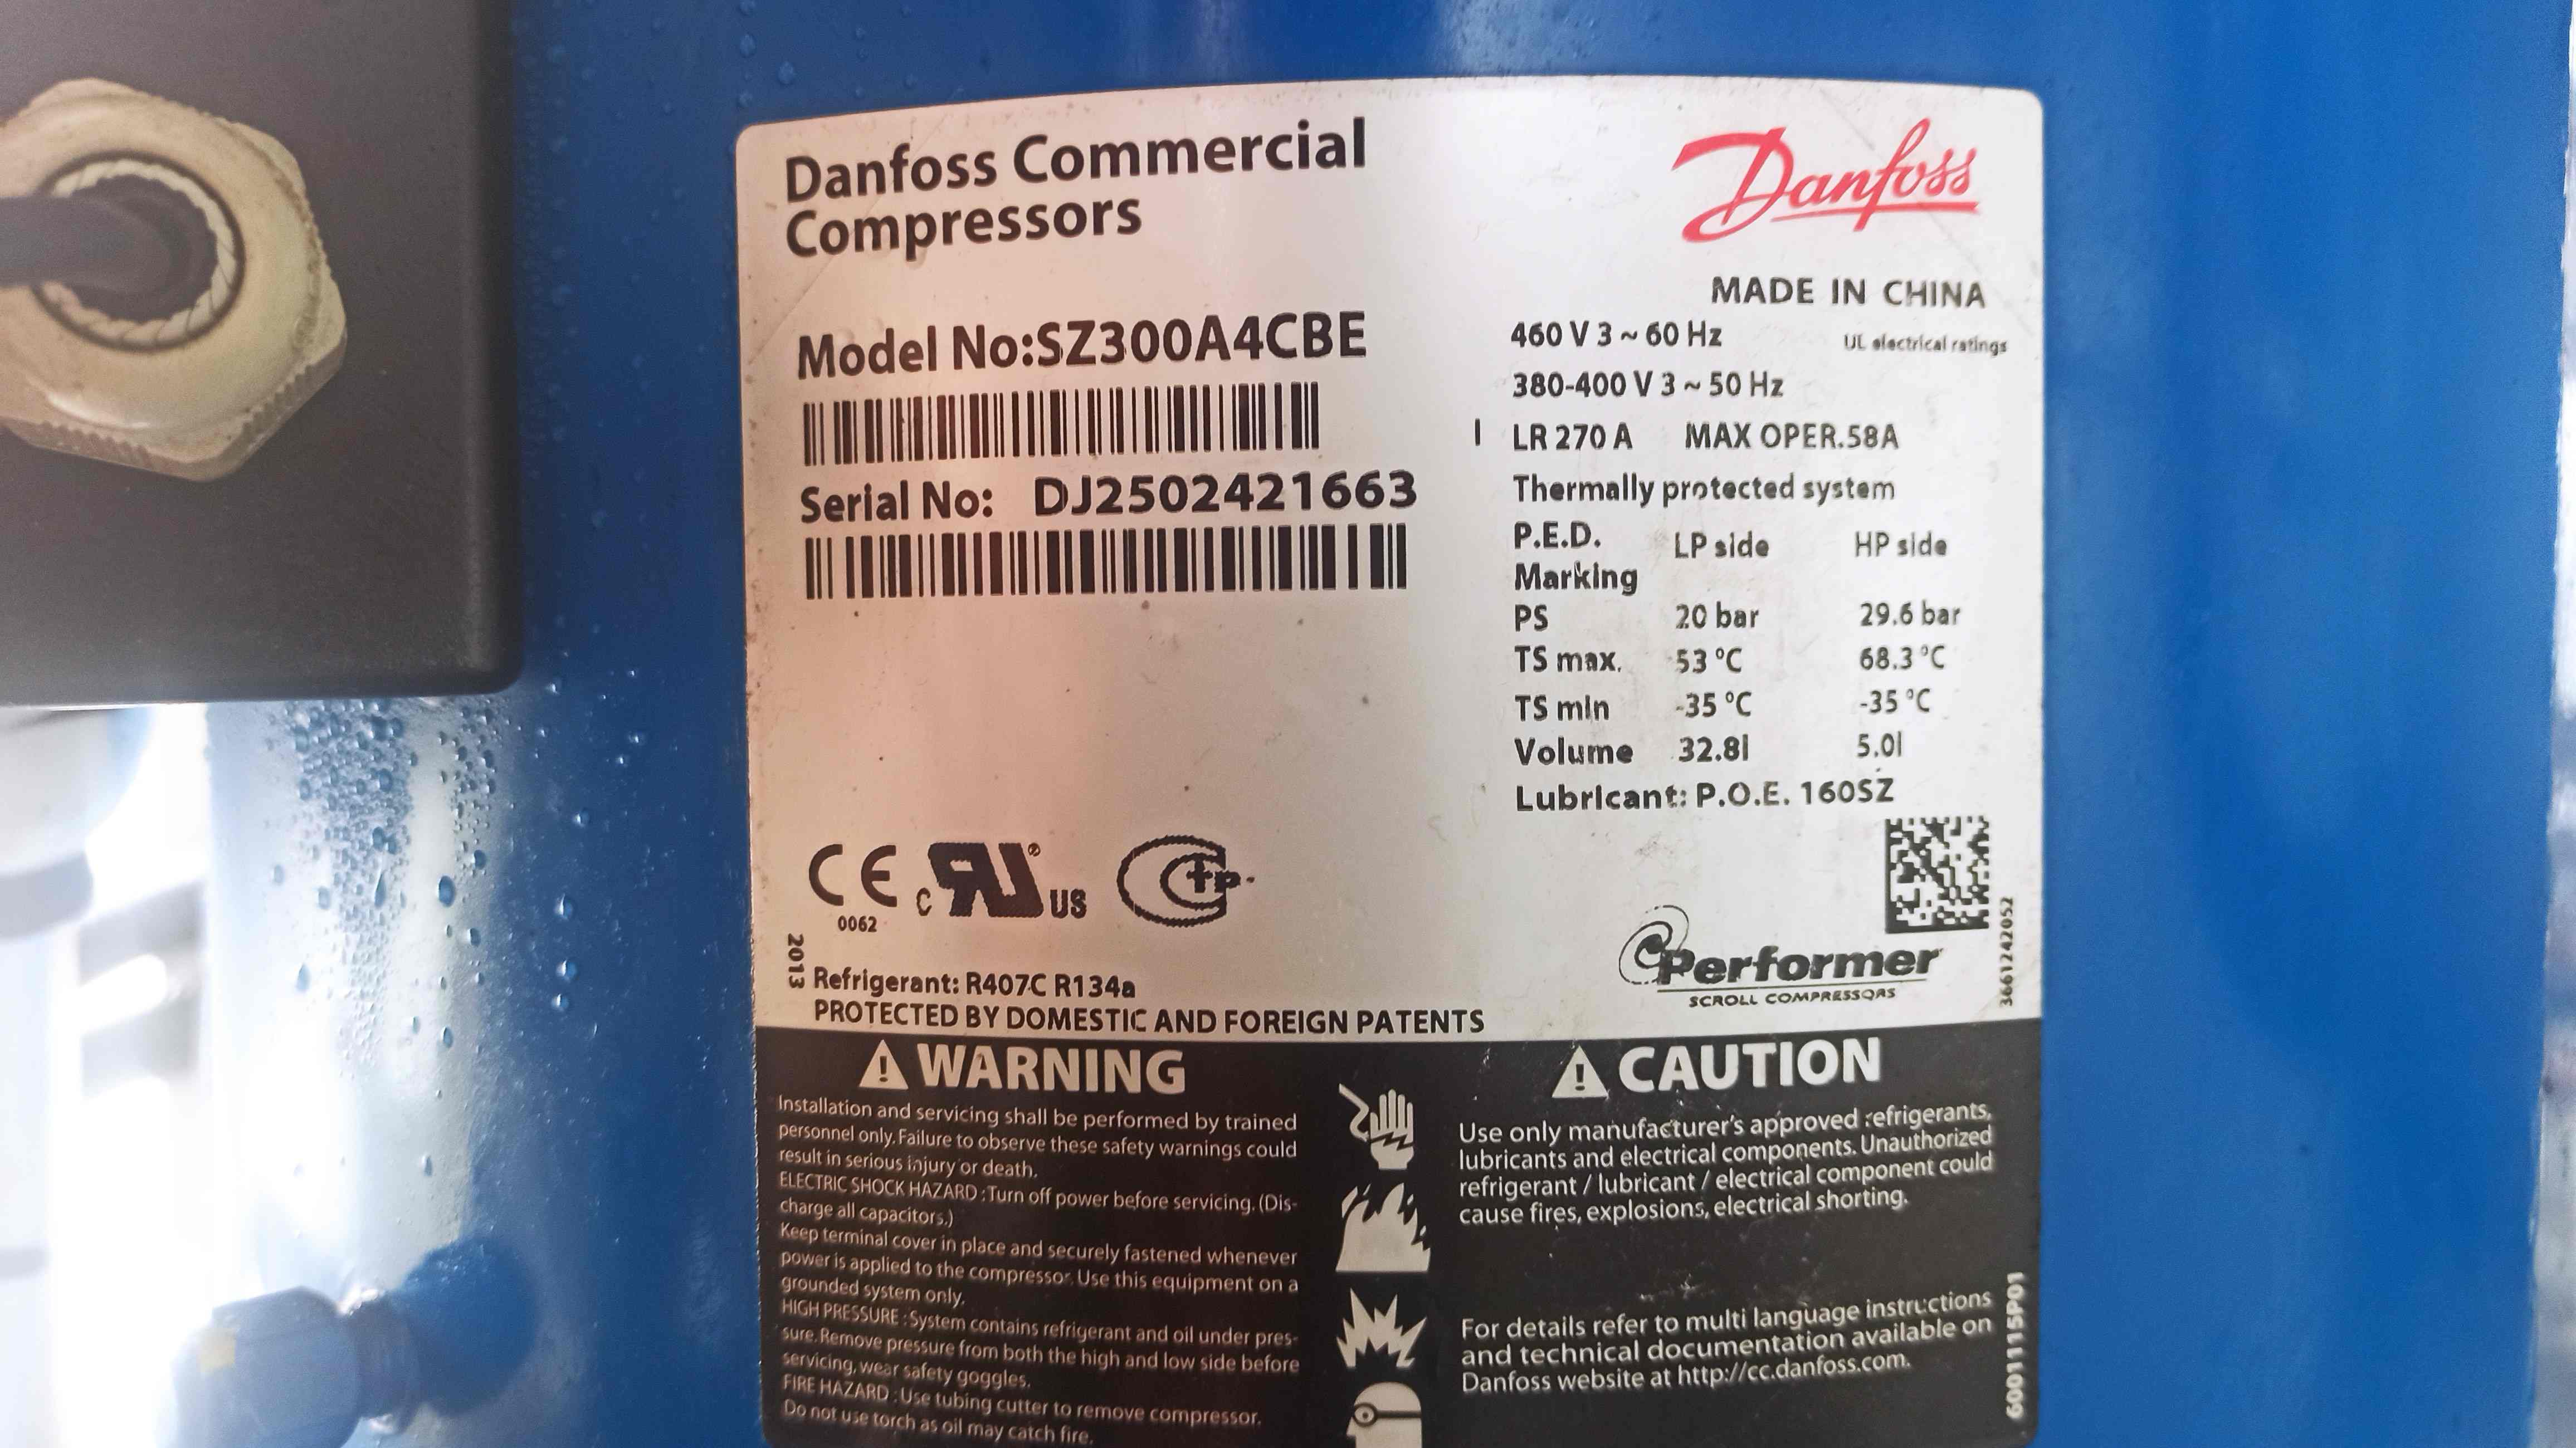 Danfoss Commercial
Compressors
Danfoss
MADE IN CHINA
Model No:SZ300A4CBE
Serial No: DJ2502421663
460 V 3 ~ 60 Hz UL electrical ratings
380-400 V 3 ~ 50 Hz
LR 270 A MAX OPER.58A
Thermally protected system
P.E.D. LP side HP side
Marking
PS 20 bar 29.6 bar
TS max. 53 °C 68.3 °C
TS min -35 °C -35 °C
Volume 32.8l 5.0l
Lubricant: P.O.E. 160SZ
CE c RU ® US
0062
2013
Refrigerant: R407C R134a
PROTECTED BY DOMESTIC AND FOREIGN PATENTS
Performer
SCROLL COMPRESSORS
3661242052
WARNING
Installation and servicing shall be performed by trained
personnel only. Failure to observe these safety warnings could
result in serious injury or death.
ELECTRIC SHOCK HAZARD : Turn off power before servicing. (Dis-
charge all capacitors.)
Keep terminal cover in place and securely fastened whenever
power is applied to the compressor. Use this equipment on a
grounded system only.
HIGH PRESSURE : System contains refrigerant and oil under pres-
sure. Remove pressure from both the high and low side before
servicing, wear safety goggles.
FIRE HAZARD : Use tubing cutter to remove compressor.
Do not use torch as oil may catch fire.
CAUTION
Use only manufacturer's approved refrigerants,
lubricants and electrical components. Unauthorized
refrigerant / lubricant / electrical component could
cause fires, explosions, electrical shorting.
For details refer to multi language instructions
and technical documentation available on
Danfoss website at http://cc.danfoss.com.
6001115P01